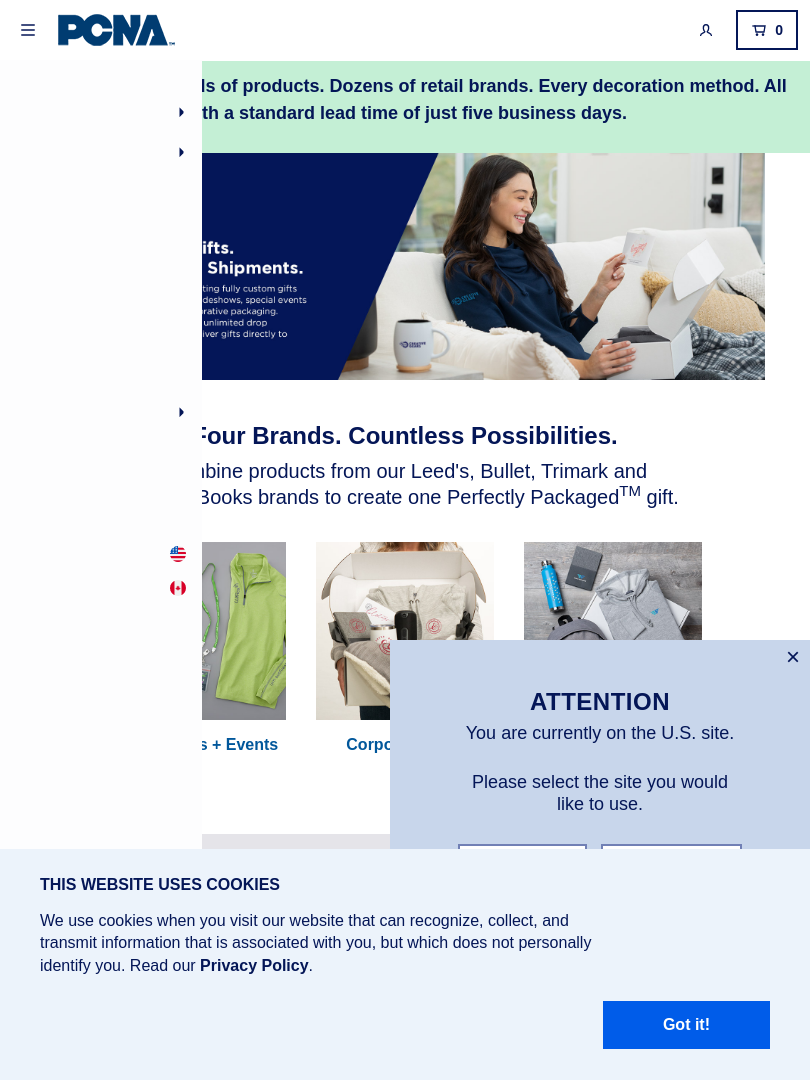 PCNA
0
ds of products. Dozens of retail brands. Every decoration method. All
th a standard lead time of just five business days.
ifts.
Shipments.
ting fully custom gifts
deshows, special events
orative packaging.
unlimited drop
iver gifts directly to
Four Brands. Countless Possibilities.
nbine products from our Leed's, Bullet, Trimark and
Books brands to create one Perfectly Packaged™ gift.
s + Events
Corpo
×
ATTENTION
You are currently on the U.S. site.
Please select the site you would
like to use.
THIS WEBSITE USES COOKIES
We use cookies when you visit our website that can recognize, collect, and
transmit information that is associated with you, but which does not personally
identify you. Read our Privacy Policy.
Got it!